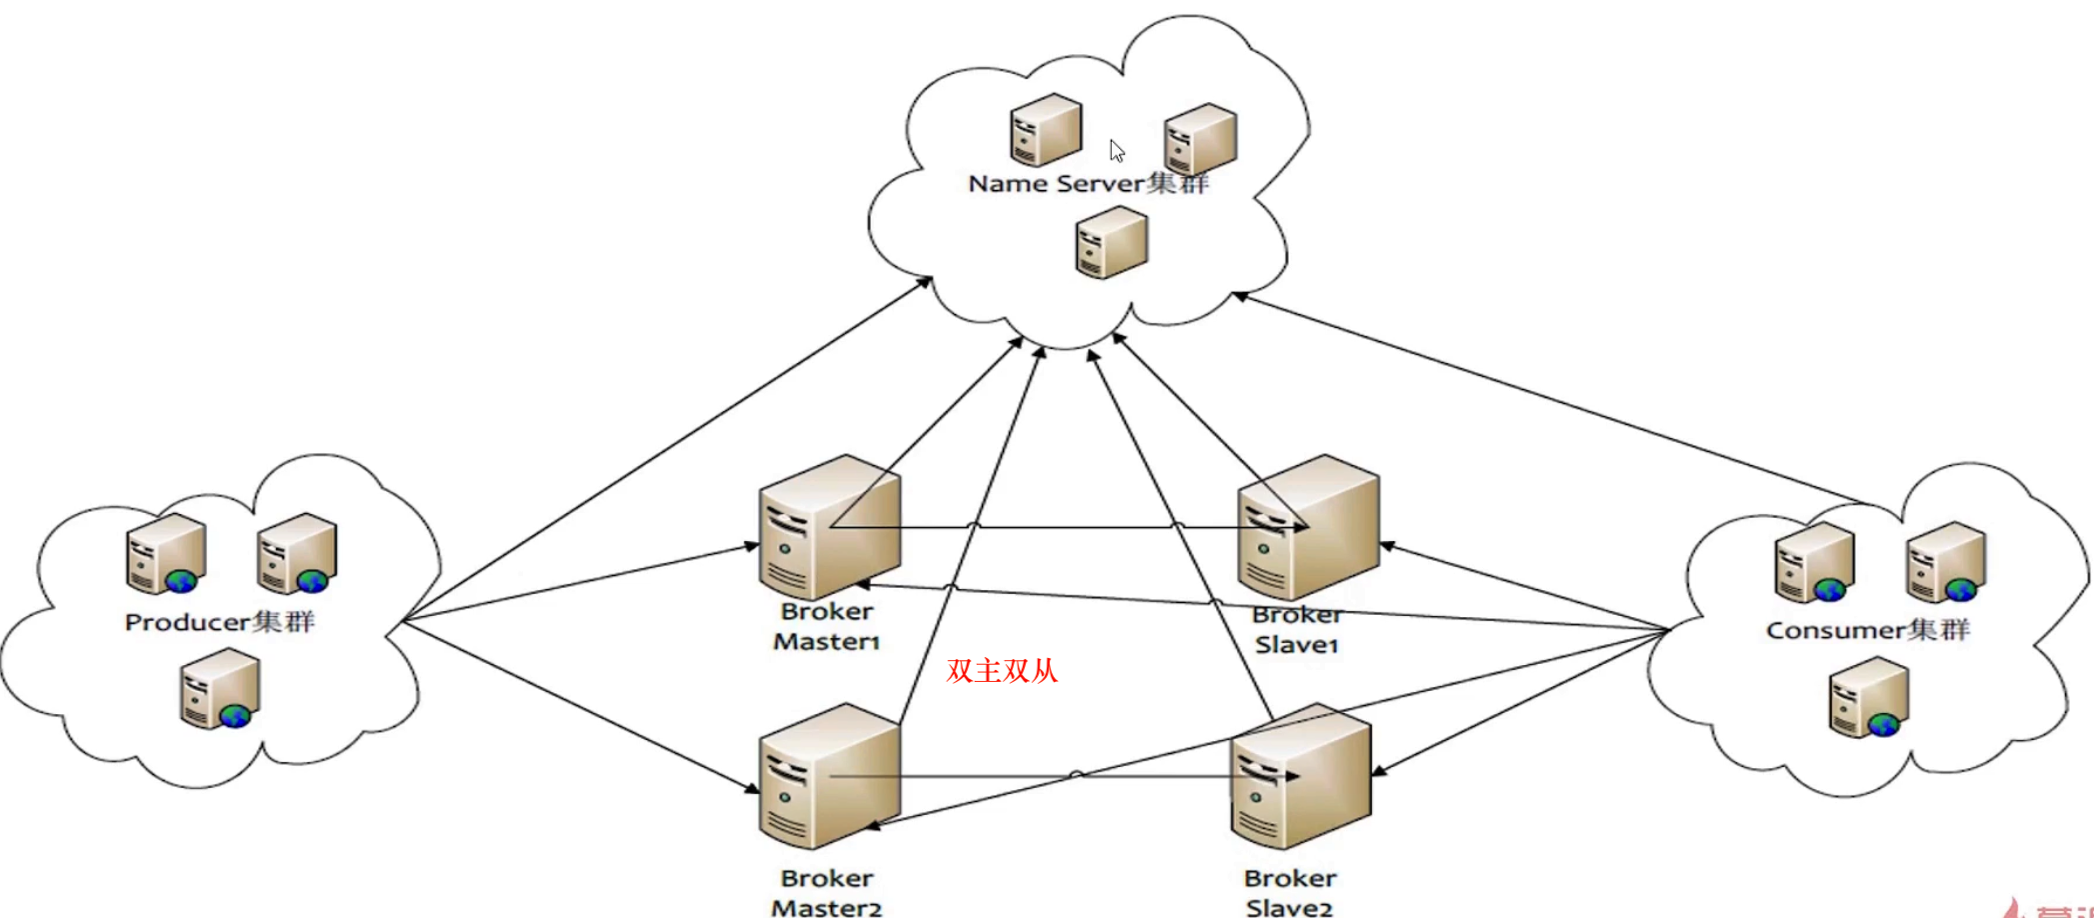 Name Server集群
Producer集群
Broker
Master1
Broker
Slave1
Consumer集群
双主双从
Broker
Master2
Broker
Slave2